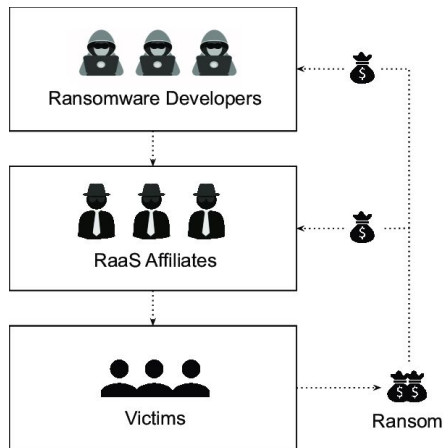 Ransomware Developers
$
RaaS Affiliates
$
Victims
$ $
Ransom